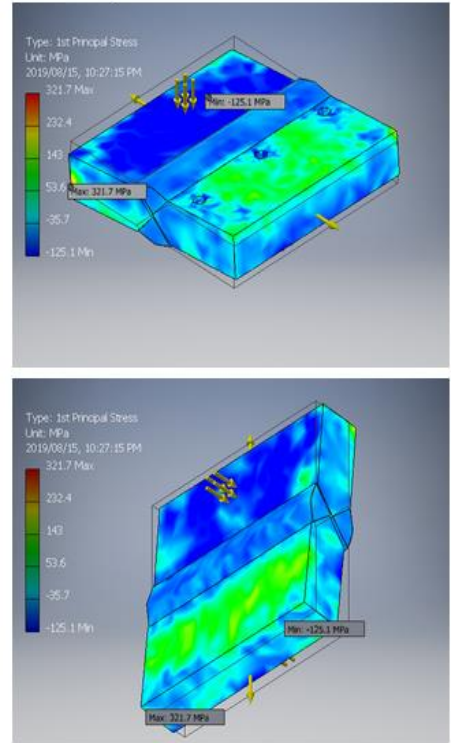 Type: 1st Principal Stress
Unit: MPa
2019/08/15, 10:27:15 PM
321.7 Max
232.4
143
53.6
-35.7
-125.1 Min
Min: -125.1 MPa
Max: 321.7 MPa
Type: 1st Principal Stress
Unit: MPa
2019/08/15, 10:27:15 PM
321.7 Max
232.4
143
53.6
-35.7
-125.1 Min
Min: -125.1 MPa
Max: 321.7 MPa